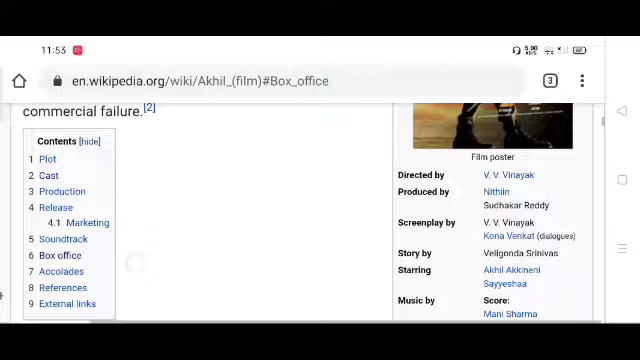 11:53
5.00
en.wikipedia.org/wiki/Akhil_(film)#Box_office
3
commercial failure.[2]
Contents [hide]
1 Plot
2 Cast
3 Production
4 Release
4.1 Marketing
5 Soundtrack
6 Box office
7 Accolades
8 References
9 External links
Film poster
Directed by V. V. Vinayak
Produced by Nithiin
Sudhakar Reddy
Screenplay by V. V. Vinayak
Kona Venkat (dialogues)
Story by Veligonda Srinivas
Starring Akhil Akkineni
Sayyeshaa
Music by Score:
Mani Sharma